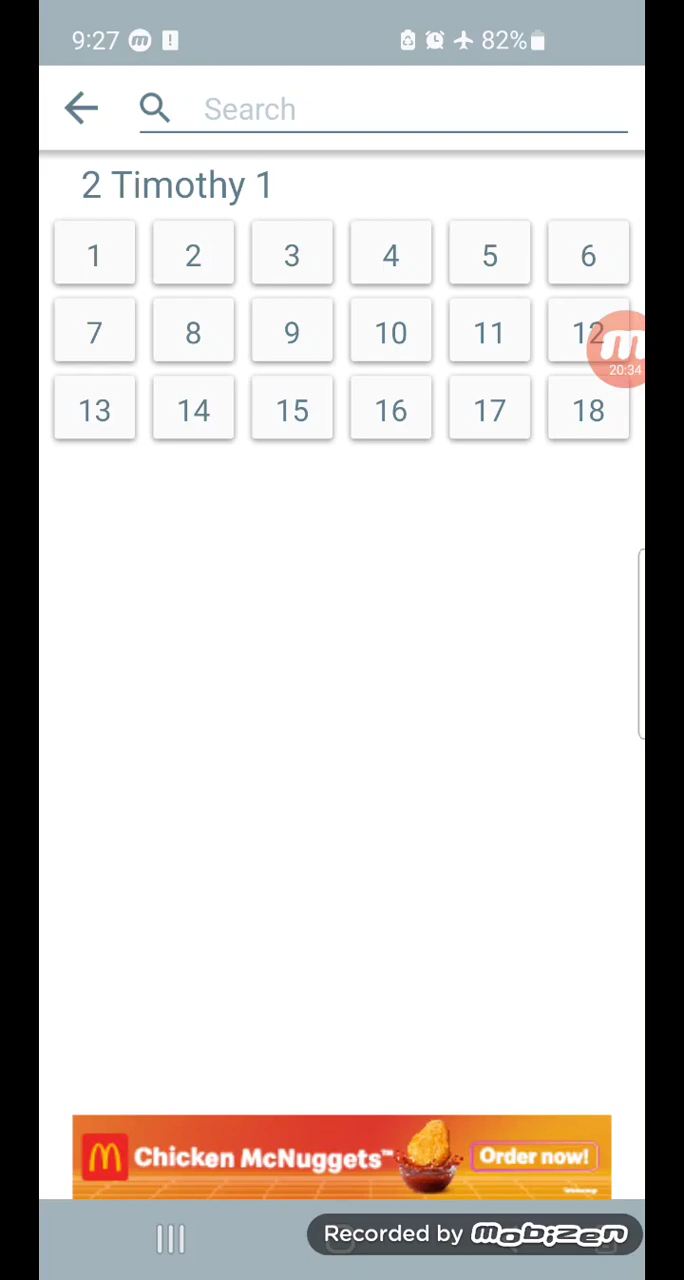 9:27 82%
Search
2 Timothy 1
1 2 3 4 5 6
7 8 9 10 11 12
20:34
13 14 15 16 17 18
Chicken McNuggets™ Order now!
Recorded by mobizen